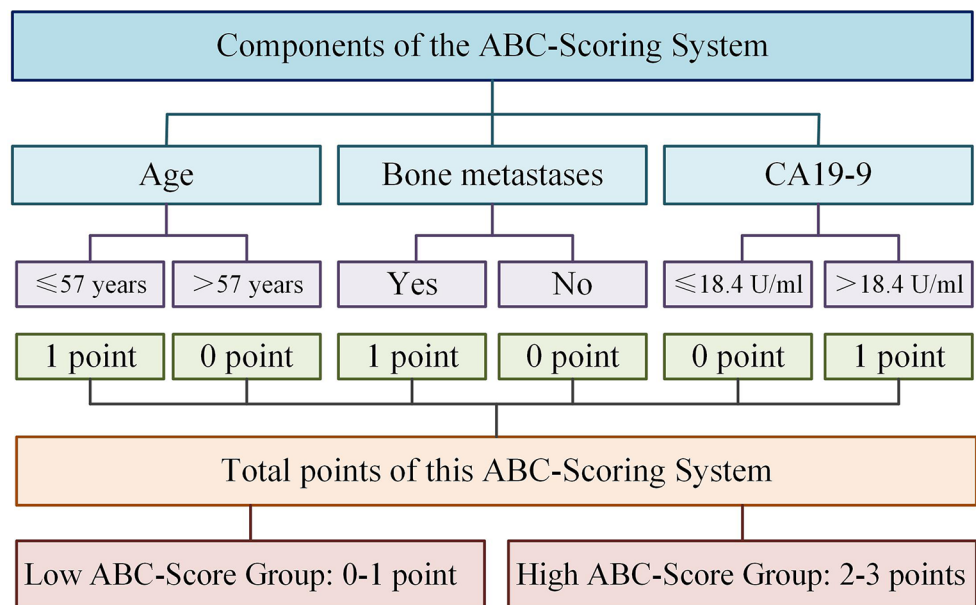 Components of the ABC-Scoring System
Age
Bone metastases
CA19-9
≤57 years
>57 years
Yes
No
≤18.4 U/ml
>18.4 U/ml
1 point
0 point
1 point
0 point
0 point
1 point
Total points of this ABC-Scoring System
Low ABC-Score Group: 0-1 point
High ABC-Score Group: 2-3 points